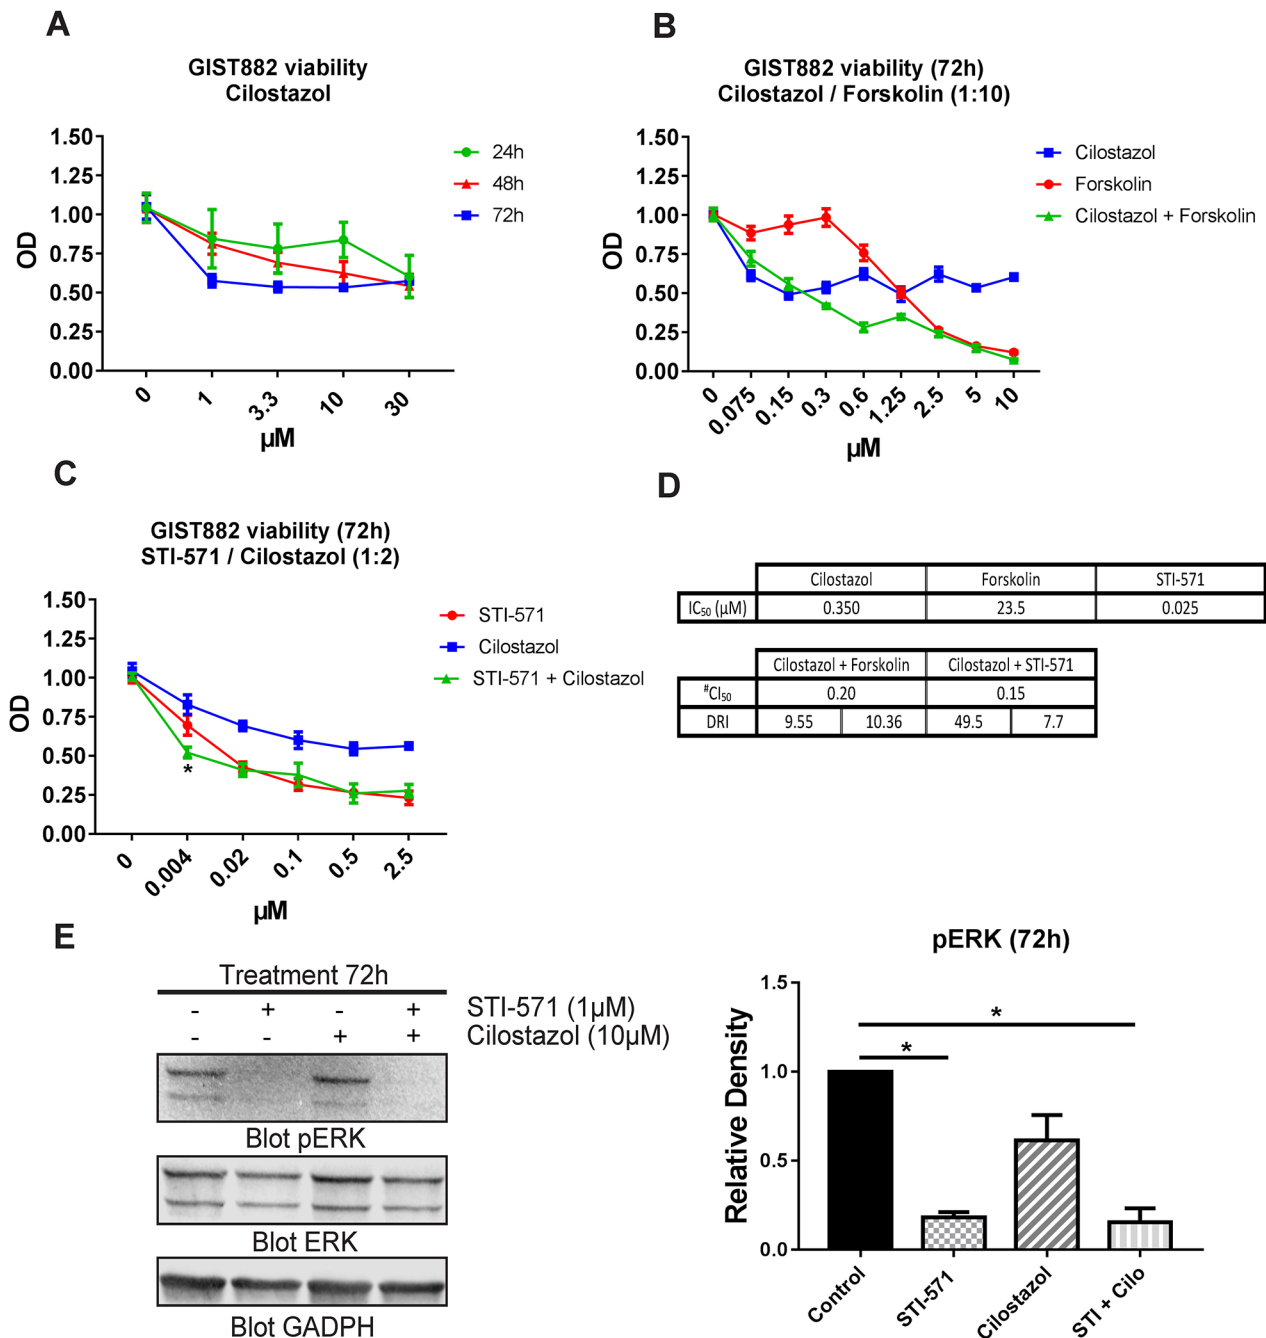 A
GIST882 viability
Cilostazol
1.50
1.25
1.00
0.75
0.50
0.25
0.00
OD
0
1
3.3
10
30
µM
24h
48h
72h
B
GIST882 viability (72h)
Cilostazol / Forskolin (1:10)
1.50
1.25
1.00
0.75
0.50
0.25
0.00
OD
0
0.075
0.15
0.3
0.6
1.25
2.5
5
10
µM
Cilostazol
Forskolin
Cilostazol + Forskolin
C
GIST882 viability (72h)
STI-571 / Cilostazol (1:2)
1.50
1.25
1.00
0.75
0.50
0.25
0.00
OD
*
0
0.004
0.02
0.1
0.5
2.5
µM
STI-571
Cilostazol
STI-571 + Cilostazol
D
Cilostazol Forskolin STI-571
IC₅₀ (µM) 0.350 23.5 0.025
Cilostazol + Forskolin Cilostazol + STI-571
#CI₅₀ 0.20 0.15
DRI 9.55 10.36 49.5 7.7
E
Treatment 72h
- + - + STI-571 (1µM)
- - + + Cilostazol (10µM)
Blot pERK
Blot ERK
Blot GADPH
pERK (72h)
1.5
1.0
0.5
0.0
Relative Density
*
*
Control
STI-571
Cilostazol
STI + Cilo